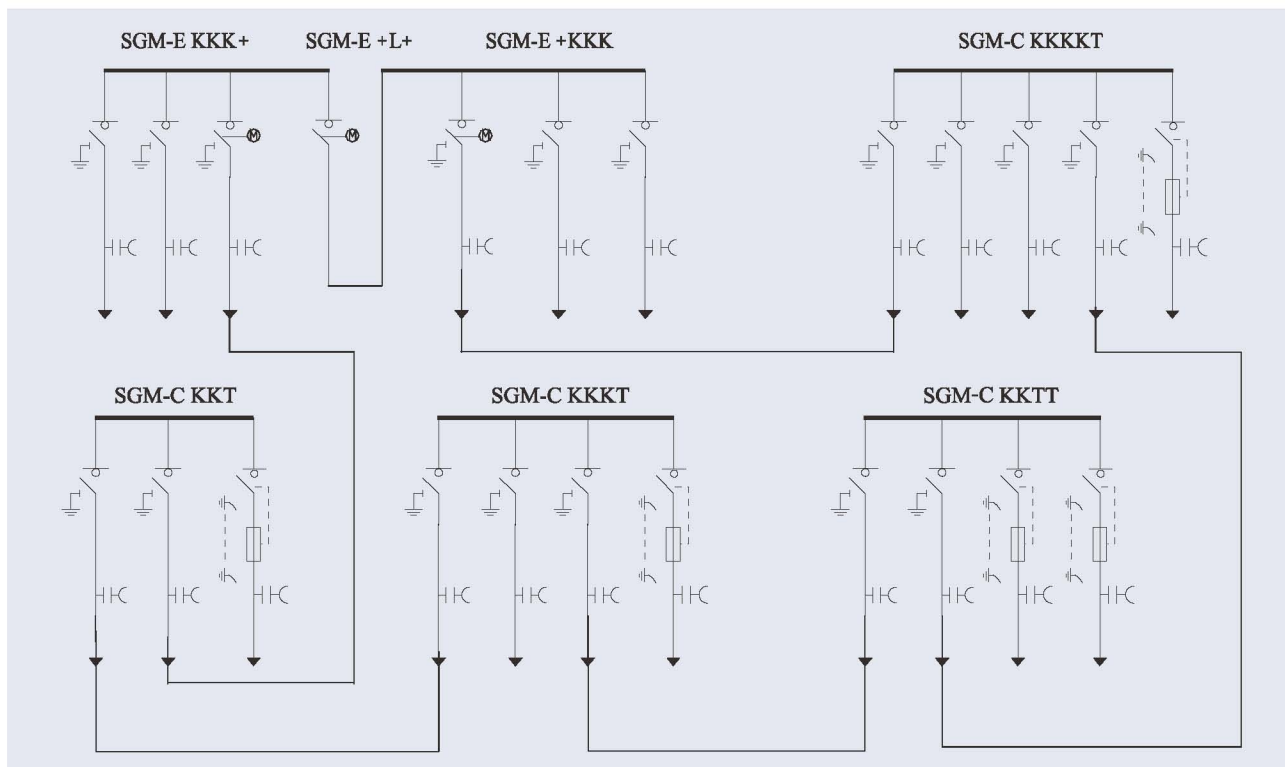 SGM-E KKK+
SGM-E +L+
SGM-E +KKK
SGM-C KKKKT
M
M
M
SGM-C KKT
SGM-C KKKT
SGM-C KKTT